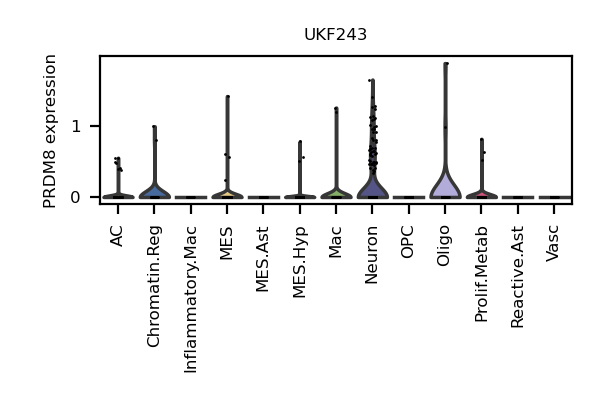 UKF243
PRDM8 expression
1
0
AC
Chromatin.Reg
Inflammatory.Mac
MES
MES.Ast
MES.Hyp
Mac
Neuron
OPC
Oligo
Prolif.Metab
Reactive.Ast
Vasc